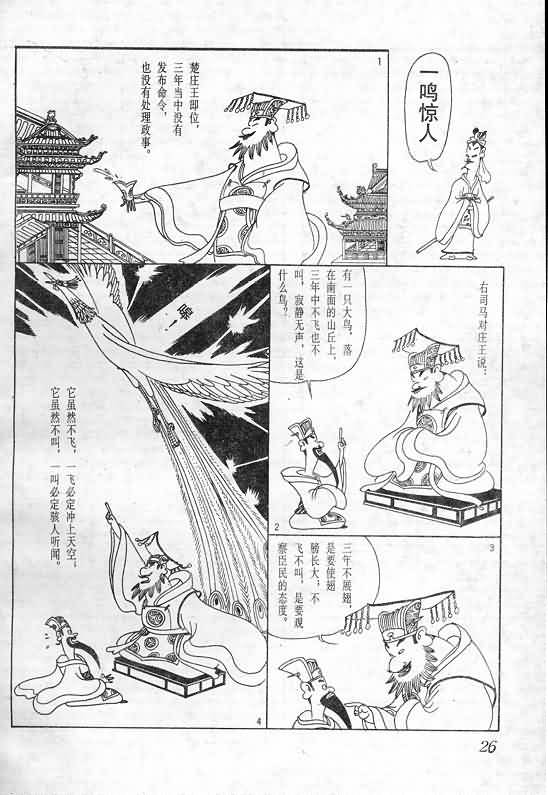 一鸣惊人
1
楚庄王即位，
三年当中没有
发布命令，
也没有处理政事。
右司马对庄王说：
有一只大鸟，落
在南面的山丘上，
三年中不飞也不
叫，寂静无声，这是
什么鸟？
2
3
三年不展翅
是要使翅
膀长大；不
飞不叫，是要观
察臣民的态度。
嗥！
它虽然不飞，一飞必定冲上天空；
它虽然不叫，一叫必定骇人听闻。
4
26